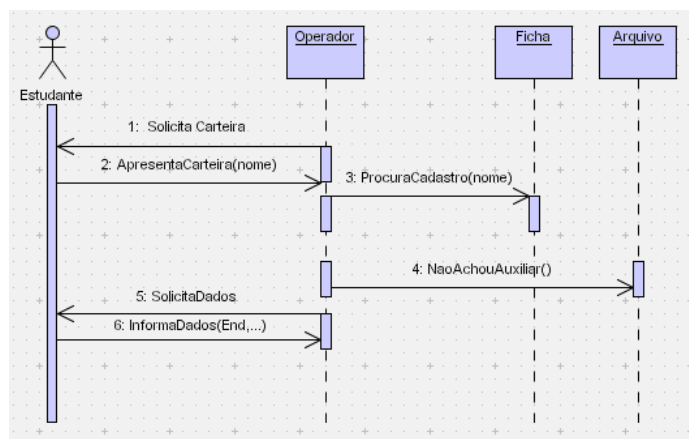 Operador
Ficha
Arquivo
Estudante
1: Solicita Carteira
2: ApresentaCarteira(nome)
3: ProcuraCadastro(nome)
4: NaoAchouAuxiliar()
5: SolicitaDados
6: InformaDados(End,...)